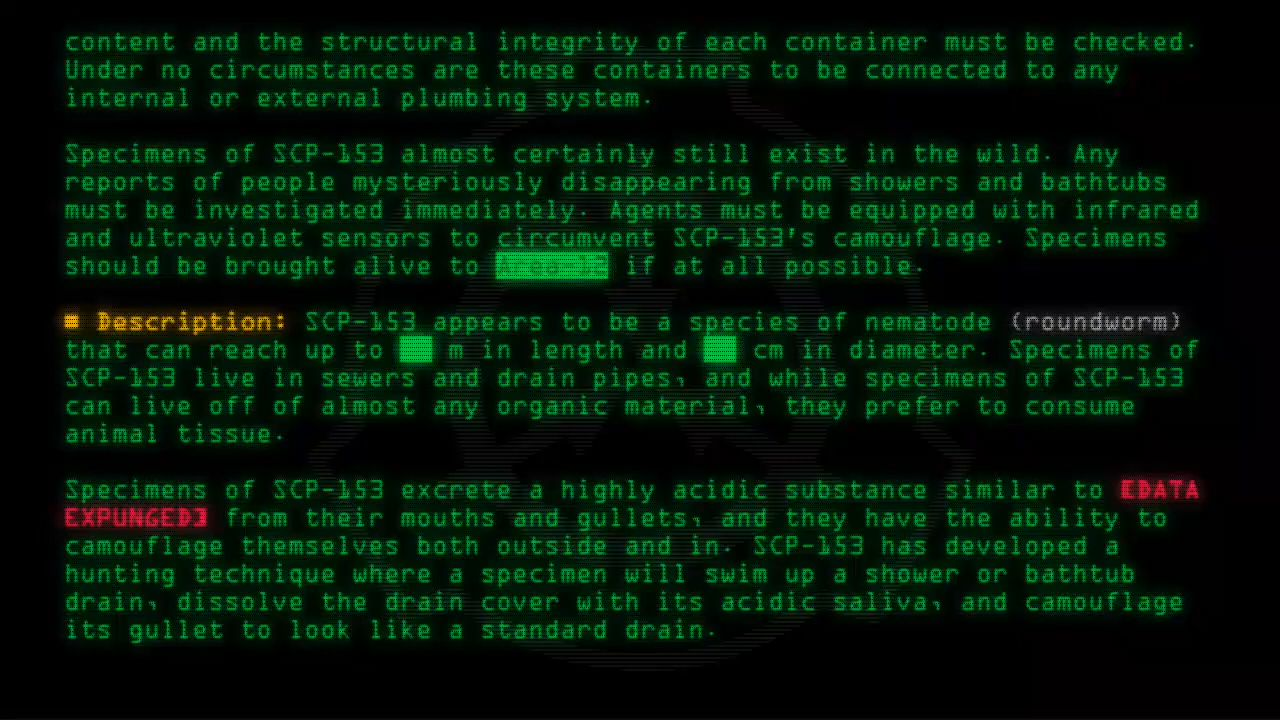 content and the structural integrity of each container must be checked.
Under no circumstances are these containers to be connected to any
internal or external plumbing system.
Specimens of SCP-153 almost certainly still exist in the wild. Any
reports of people mysteriously disappearing from showers and bathtubs
must be investigated immediately. Agents must be equipped with infrared
and ultraviolet sensors to circumvent SCP-153's camouflage. Specimens
should be brought alive to if at all possible.
■ Description: SCP-153 appears to be a species of nematode (roundworm)
that can reach up to ██ m in length and ██ cm in diameter. Specimens of
SCP-153 live in sewers and drain pipes, and while specimens of SCP-153
can live off of almost any organic material, they prefer to consume
animal tissue.
Specimens of SCP-153 excrete a highly acidic substance similar to [DATA
EXPUNGED] from their mouths and gullets, and they have the ability to
camouflage themselves both outside and in. SCP-153 has developed a
hunting technique where a specimen will swim up a shower or bathtub
drain, dissolve the drain cover with its acidic saliva, and camouflage
its gullet to look like a standard drain.